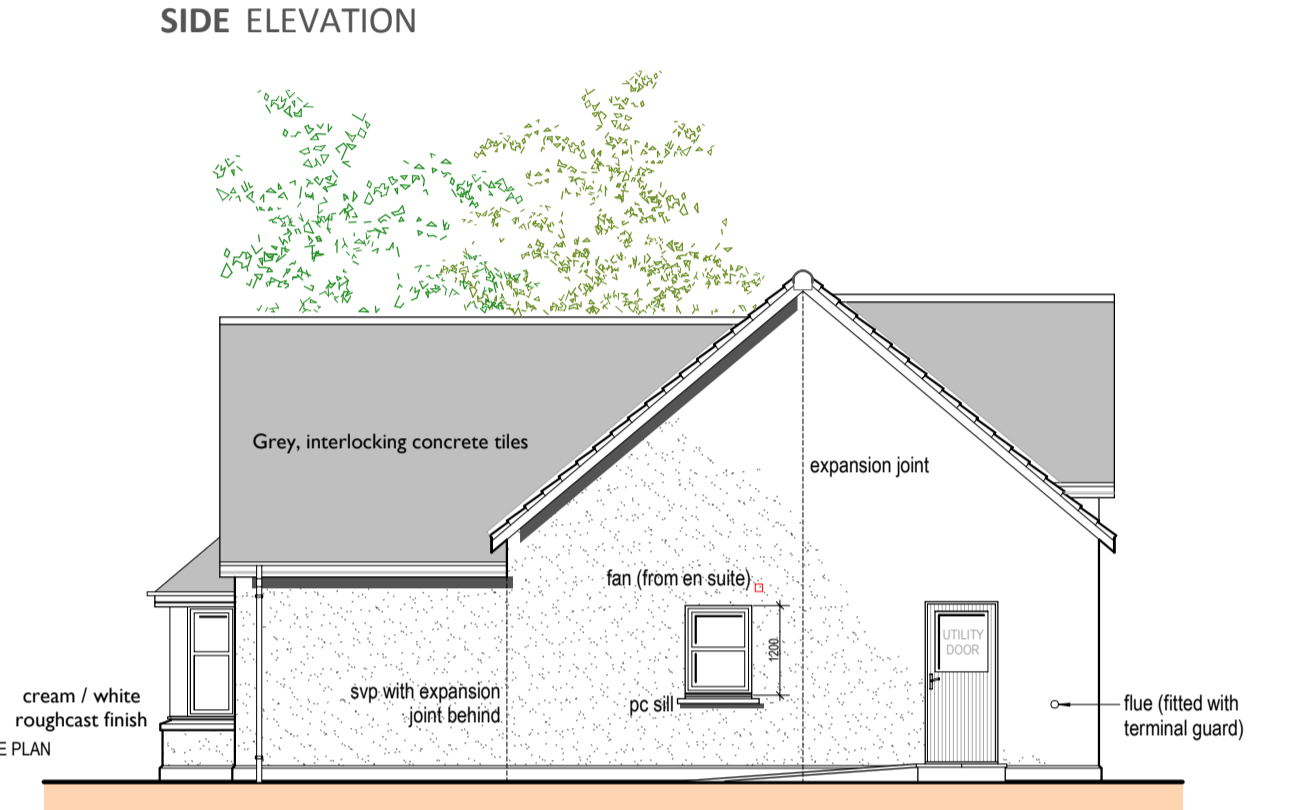 SIDE ELEVATION
Grey, interlocking concrete tiles
expansion joint
fan (from en suite)
1200
UTILITY
DOOR
svp with expansion
joint behind
pc sill
cream / white
roughcast finish
E PLAN
flue (fitted with
terminal guard)